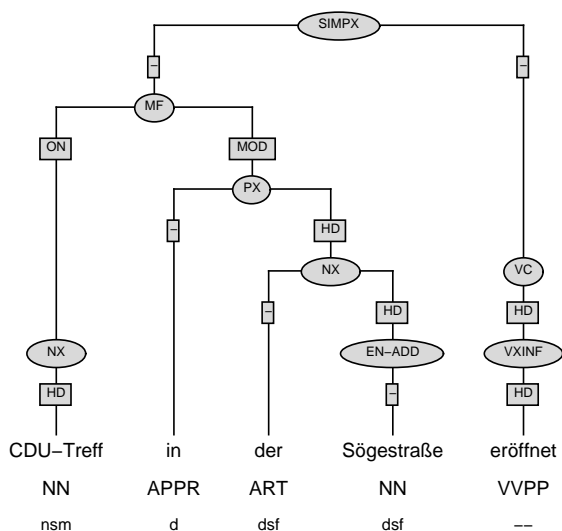 SIMPX
– –
MF
ON MOD
PX
– HD
NX VC
– HD HD
NX EN–ADD VXINF
HD – HD
CDU–Treff in der Sögestraße eröffnet
NN APPR ART NN VVPP
nsm d dsf dsf −−